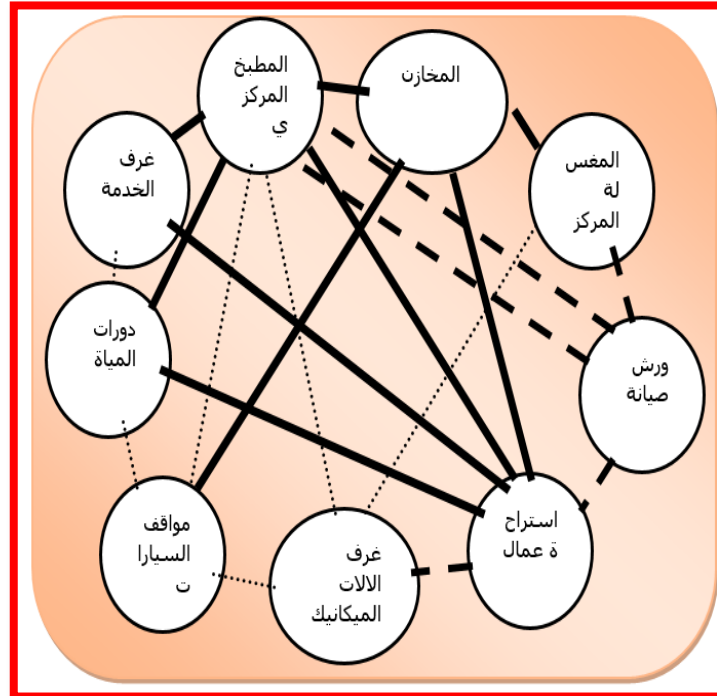 المطبخ
المركز
ي
المخازن
المغس
لة
المركز
غرف
الخدمة
دورات
المياة
ورش
صيانة
استراح
ة عمال
مواقف
السيارا
ت
غرف
الالات
الميكانيك